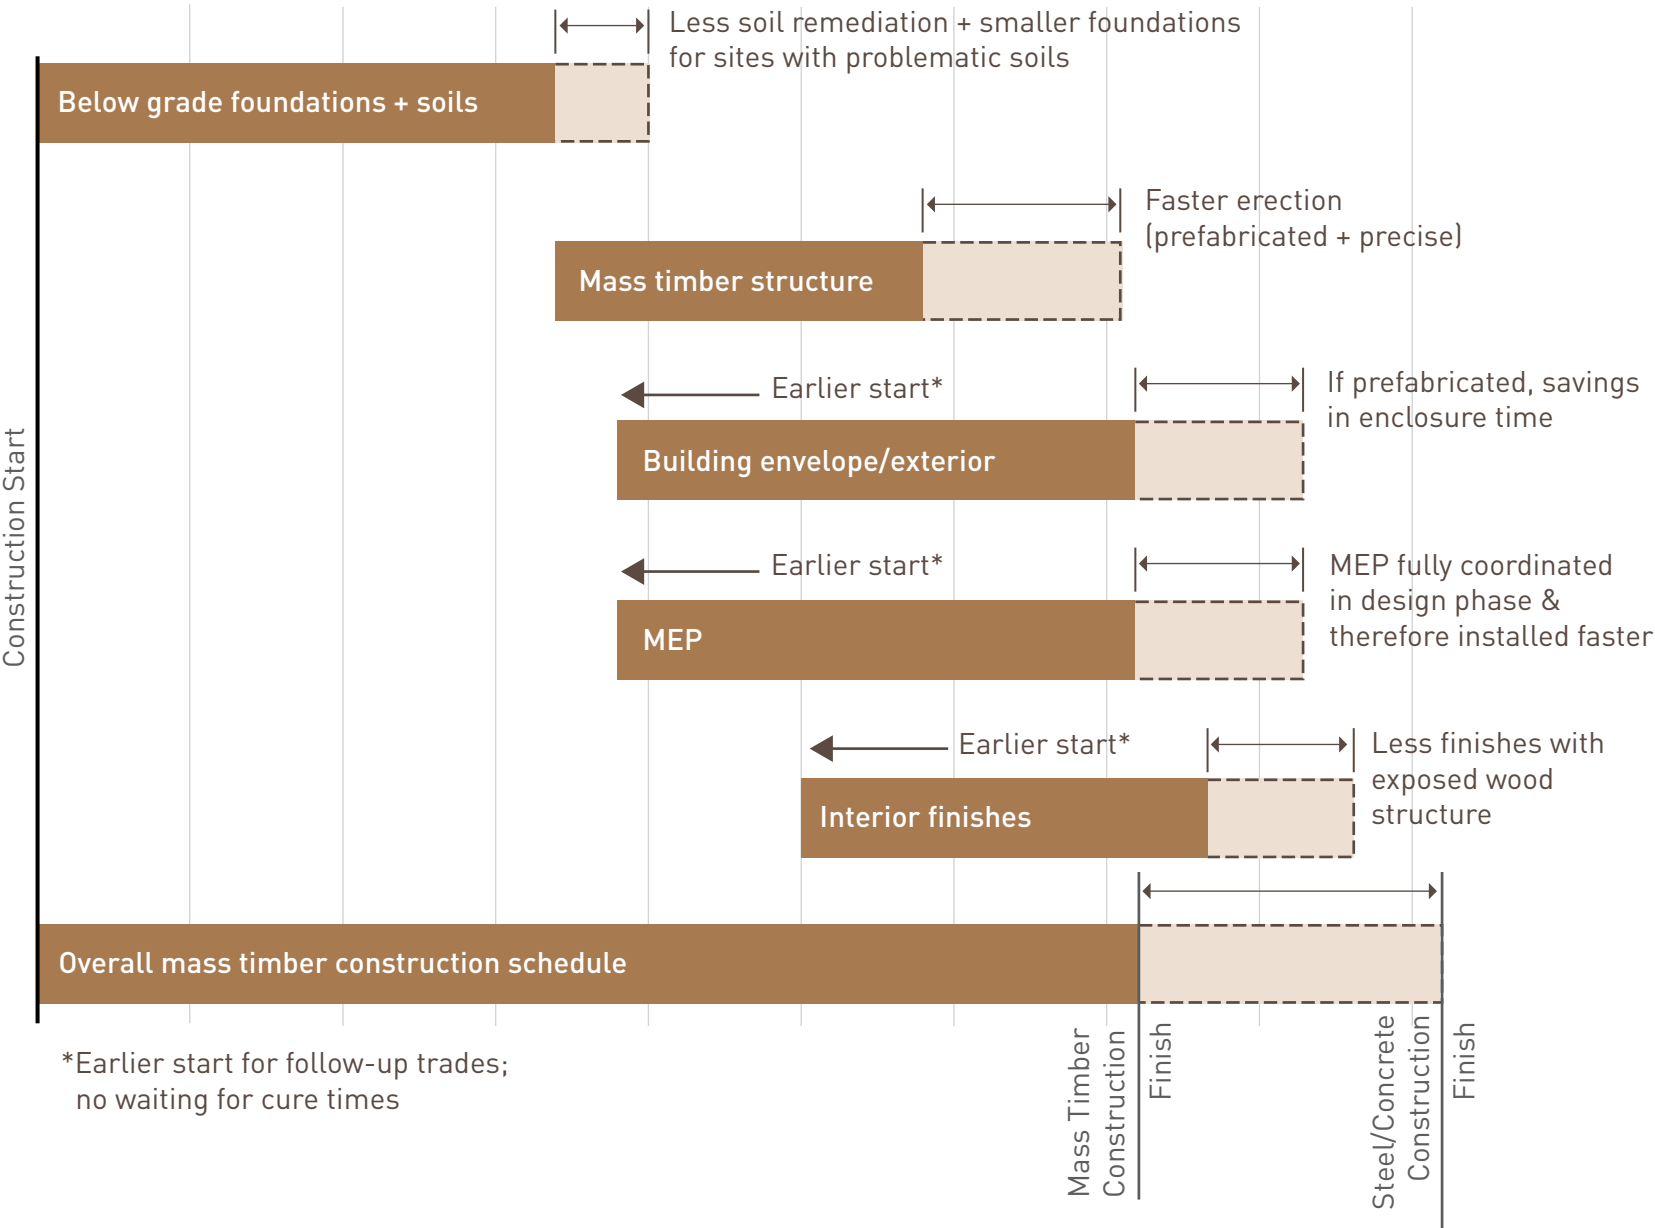 Less soil remediation + smaller foundations
for sites with problematic soils
Below grade foundations + soils
Faster erection
(prefabricated + precise)
Mass timber structure
Earlier start*
If prefabricated, savings
in enclosure time
Building envelope/exterior
Earlier start*
MEP fully coordinated
in design phase &
therefore installed faster
MEP
Earlier start*
Less finishes with
exposed wood
structure
Interior finishes
Overall mass timber construction schedule
Construction Start
*Earlier start for follow-up trades;
no waiting for cure times
Mass Timber
Construction
Finish
Steel/Concrete
Construction
Finish